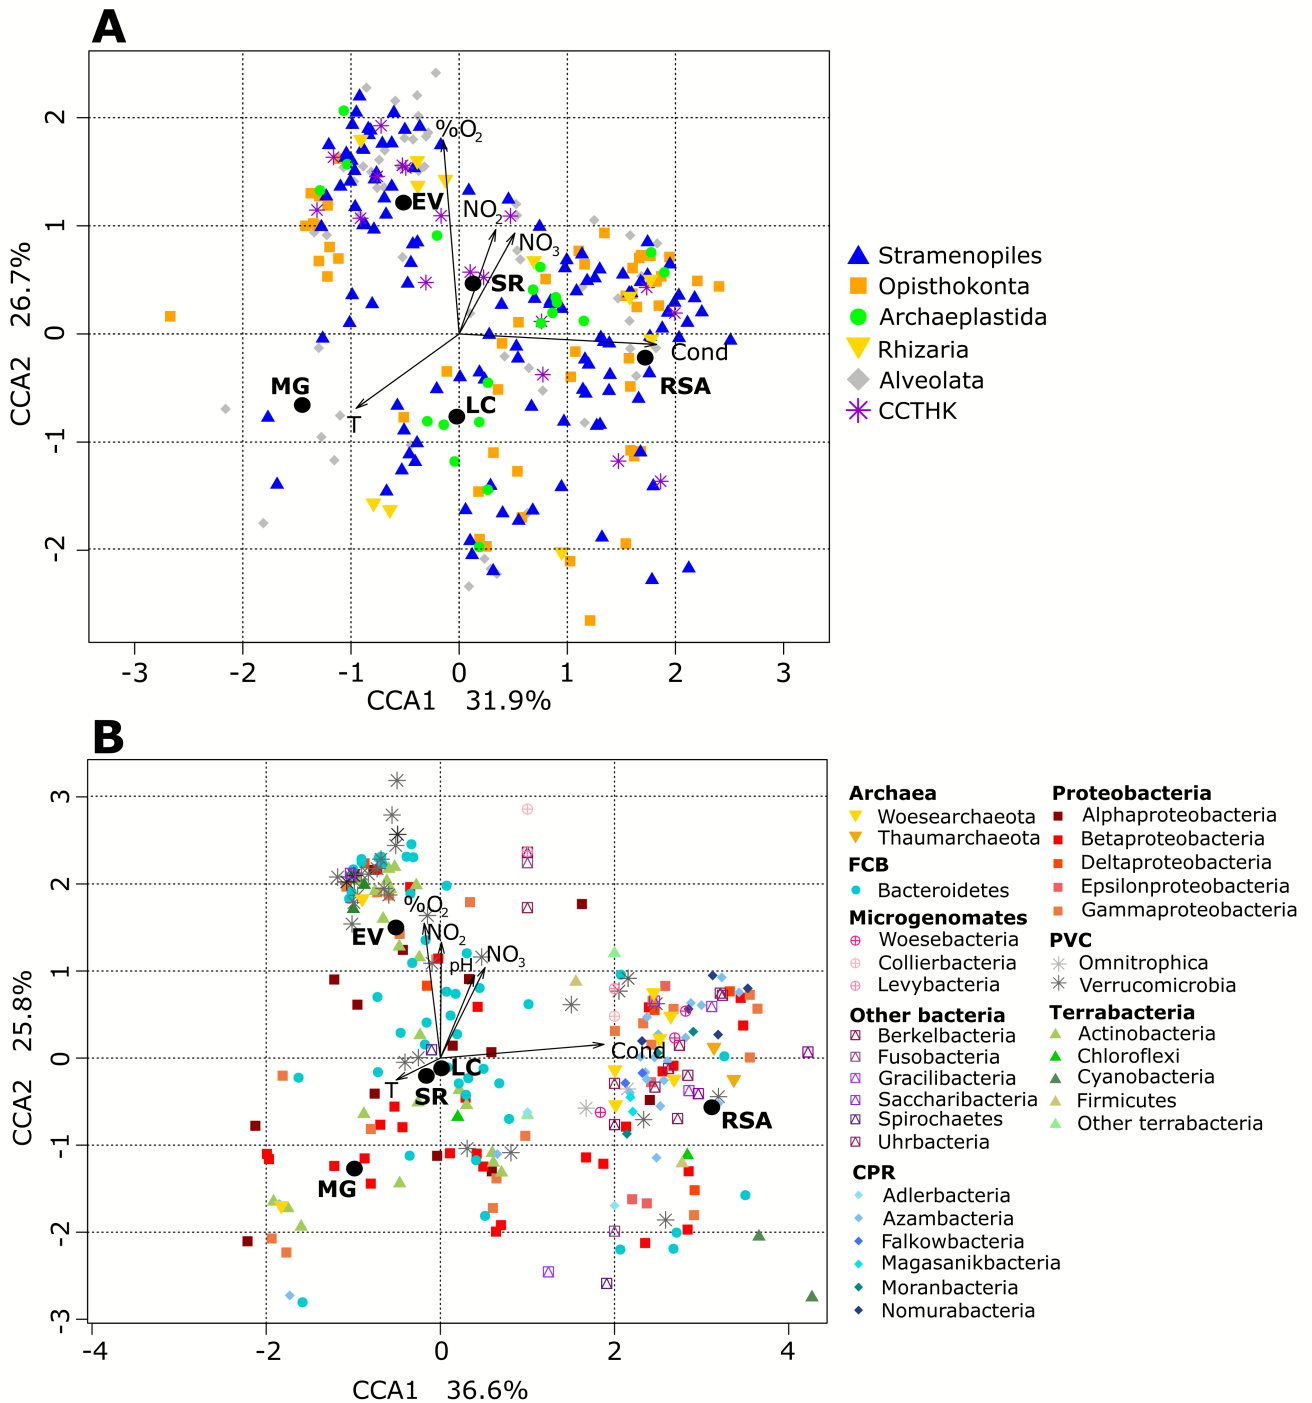 A
2
1
0
-1
-2
CCA2 26.7%
%O2
EV
NO2
NO3
SR
Cond
RSA
MG
T
LC
-3 -2 -1 0 1 2 3
CCA1 31.9%
Stramenopiles
Opisthokonta
Archaeplastida
Rhizaria
Alveolata
CCTHK
B
3
2
1
0
-1
-2
-3
CCA2 25.8%
%O2
EV
NO2
NO3
pH
Cond
T
LC
SR
RSA
MG
-4 -2 0 2 4
CCA1 36.6%
Archaea
Woesearchaeota
Thaumarchaeota
FCB
Bacteroidetes
Microgenomates
Woesebacteria
Collierbacteria
Levybacteria
Other bacteria
Berkelbacteria
Fusobacteria
Gracilibacteria
Saccharibacteria
Spirochaetes
Uhrbacteria
CPR
Adlerbacteria
Azambacteria
Falkowbacteria
Magasanikbacteria
Moranbacteria
Nomurabacteria
Proteobacteria
Alphaproteobacteria
Betaproteobacteria
Deltaproteobacteria
Epsilonproteobacteria
Gammaproteobacteria
PVC
Omnitrophica
Verrucomicrobia
Terrabacteria
Actinobacteria
Chloroflexi
Cyanobacteria
Firmicutes
Other terrabacteria